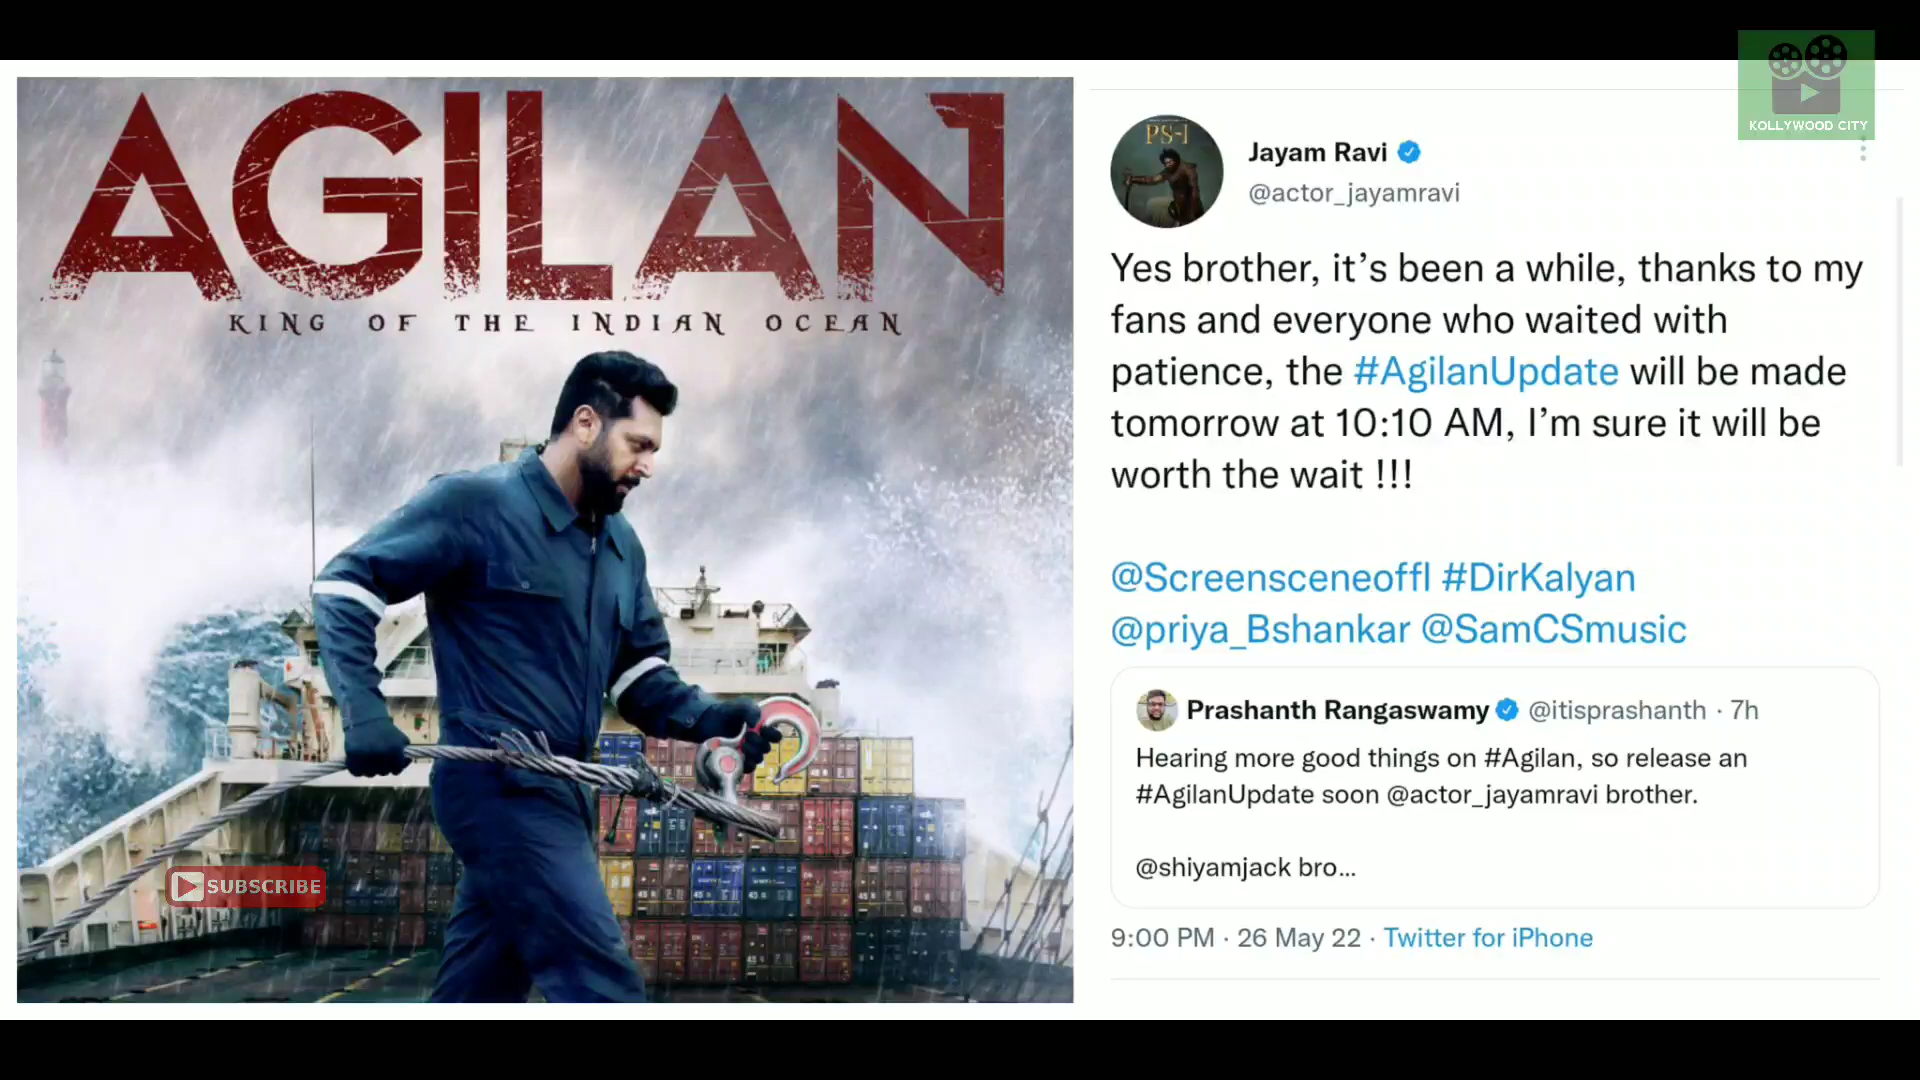 AGILAN
KING OF THE INDIAN OCEAN
SUBSCRIBE
KOLLYWOOD CITY
PS-1
Jayam Ravi
@actor_jayamravi
Yes brother, it’s been a while, thanks to my
fans and everyone who waited with
patience, the #AgilanUpdate will be made
tomorrow at 10:10 AM, I’m sure it will be
worth the wait !!!
@Screensceneoffl #DirKalyan
@priya_Bshankar @SamCSmusic
Prashanth Rangaswamy @itisprashanth · 7h
Hearing more good things on #Agilan, so release an
#AgilanUpdate soon @actor_jayamravi brother.
@shiyamjack bro...
9:00 PM · 26 May 22 · Twitter for iPhone